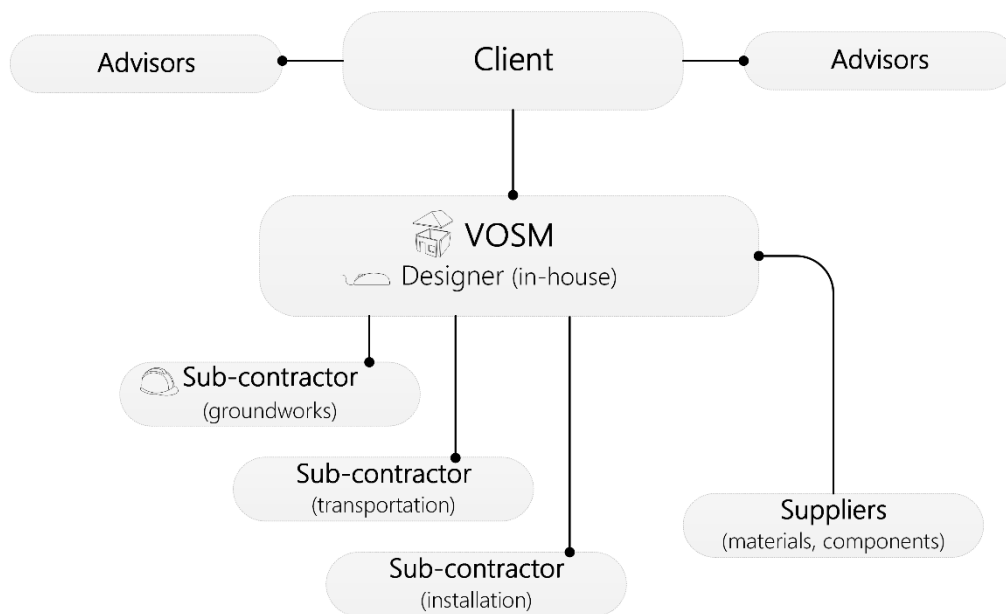 Advisors
Client
Advisors
VOSM
Designer (in-house)
Sub-contractor
(groundworks)
Sub-contractor
(transportation)
Suppliers
(materials, components)
Sub-contractor
(installation)